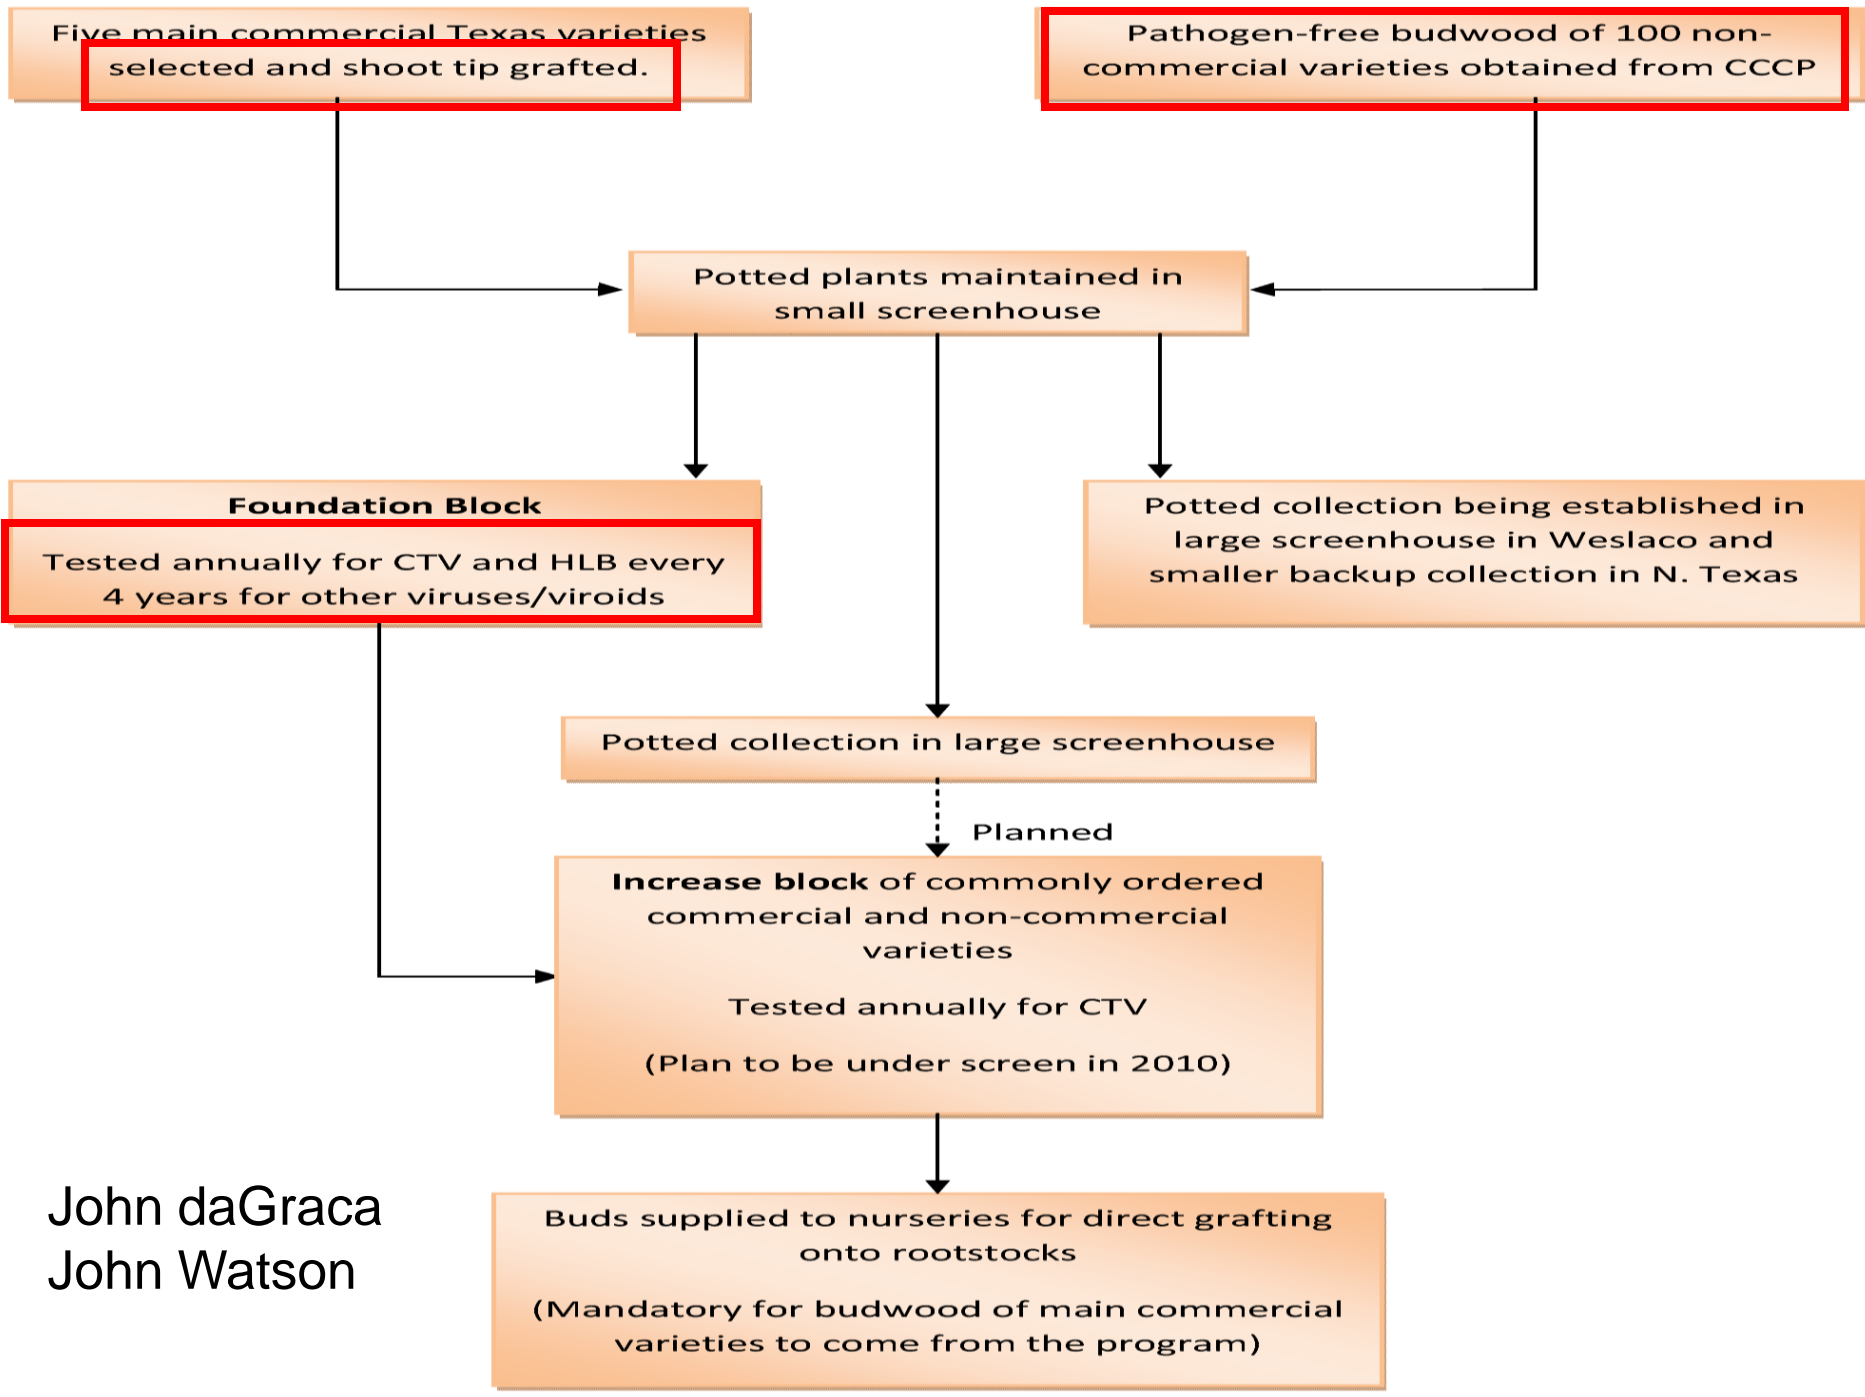 Five main commercial Texas varieties
selected and shoot tip grafted.
Pathogen-free budwood of 100 non-
commercial varieties obtained from CCCP
Potted plants maintained in
small screenhouse
Foundation Block
Tested annually for CTV and HLB every
4 years for other viruses/viroids
Potted collection being established in
large screenhouse in Weslaco and
smaller backup collection in N. Texas
Potted collection in large screenhouse
Planned
Increase block of commonly ordered
commercial and non-commercial
varieties
Tested annually for CTV
(Plan to be under screen in 2010)
John daGraca
John Watson
Buds supplied to nurseries for direct grafting
onto rootstocks
(Mandatory for budwood of main commercial
varieties to come from the program)